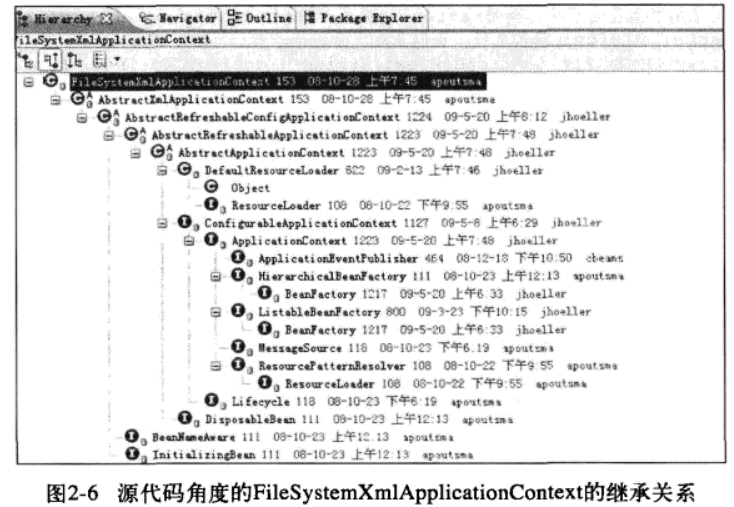 Hierarchy Navigator Outline Package Explorer
ileSystemXmlApplicationContext
FileSystemXmlApplicationContext 153 08-10-28 上午7:45 apoutsma
AbstractXmlApplicationContext 153 08-10-28 上午7:45 apoutsma
AbstractRefreshableConfigApplicationContext 1224 09-5-20 上午8:12 jhoeller
AbstractRefreshableApplicationContext 1223 09-5-20 上午7:48 jhoeller
AbstractApplicationContext 1223 09-5-20 上午7:48 jhoeller
DefaultResourceLoader 622 09-2-13 上午7:46 jhoeller
Object
ResourceLoader 108 08-10-22 下午9:55 apoutsma
ConfigurableApplicationContext 1127 09-5-8 上午6:29 jhoeller
ApplicationContext 1223 09-5-20 上午7:48 jhoeller
ApplicationEventPublisher 464 08-12-18 下午10:50 cbeams
HierarchicalBeanFactory 111 08-10-23 上午12:13 apoutsma
BeanFactory 1217 09-5-20 上午6:33 jhoeller
ListableBeanFactory 800 09-3-23 下午10:15 jhoeller
BeanFactory 1217 09-5-20 上午6:33 jhoeller
MessageSource 118 08-10-23 下午6:19 apoutsma
ResourcePatternResolver 108 08-10-22 下午9:55 apoutsma
ResourceLoader 108 08-10-22 下午9:55 apoutsma
Lifecycle 118 08-10-23 下午6:19 apoutsma
DisposableBean 111 08-10-23 上午12:13 apoutsma
BeanNameAware 111 08-10-23 上午12:13 apoutsma
InitializingBean 111 08-10-23 上午12:13 apoutsma
图2-6 源代码角度的FileSystemXmlApplicationContext的继承关系